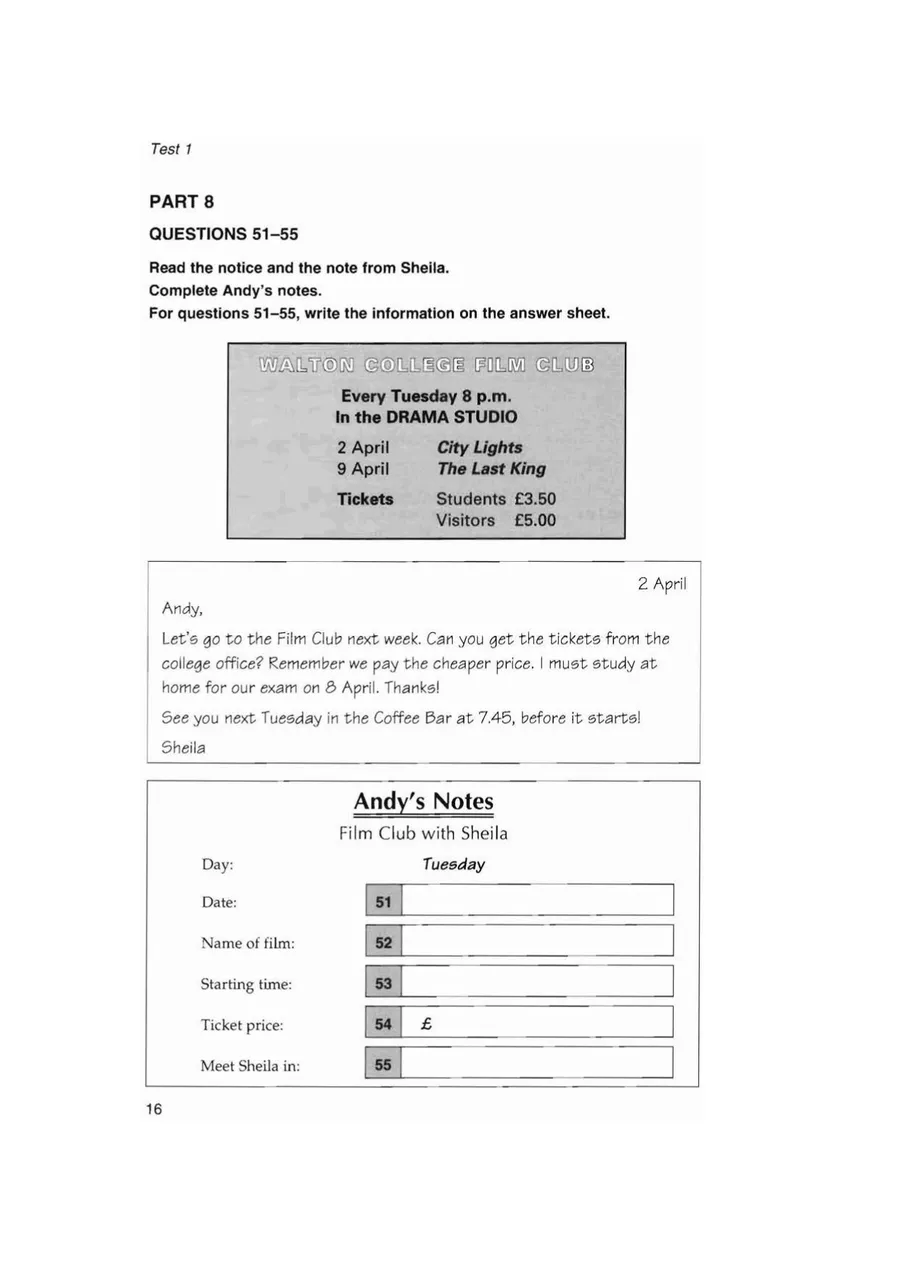 Test 1
PART 8
QUESTIONS 51–55
Read the notice and the note from Sheila.
Complete Andy's notes.
For questions 51–55, write the information on the answer sheet.
WALTON COLLEGE FILM CLUB
Every Tuesday 8 p.m.
In the DRAMA STUDIO
2 April City Lights
9 April The Last King
Tickets Students £3.50
Visitors £5.00
2 April
Andy,
Let's go to the Film Club next week. Can you get the tickets from the
college office? Remember we pay the cheaper price. I must study at
home for our exam on 8 April. Thanks!
See you next Tuesday in the Coffee Bar at 7.45, before it starts!
Sheila
Andy's Notes
Film Club with Sheila
Day: Tuesday
Date: 51
Name of film: 52
Starting time: 53
Ticket price: 54 £
Meet Sheila in: 55
16